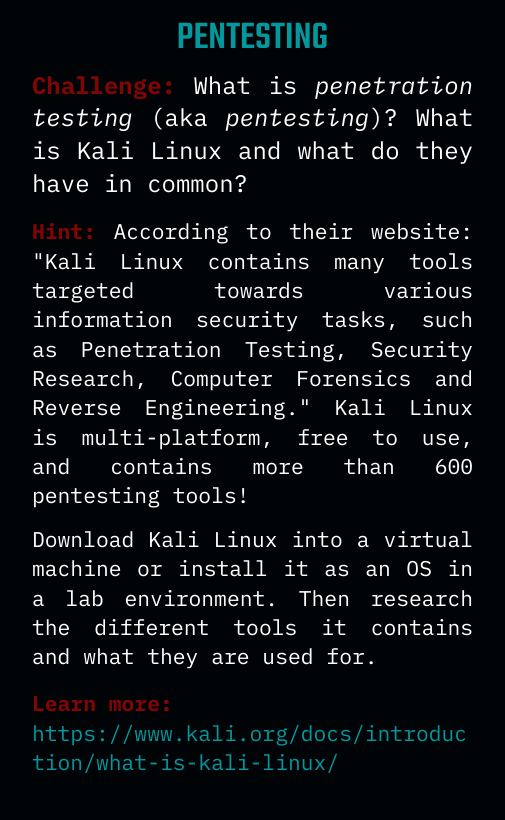 PENTESTING
Challenge: What is penetration
testing (aka pentesting)? What
is Kali Linux and what do they
have in common?
Hint: According to their website:
"Kali Linux contains many tools
targeted towards various
information security tasks, such
as Penetration Testing, Security
Research, Computer Forensics and
Reverse Engineering." Kali Linux
is multi-platform, free to use,
and contains more than 600
pentesting tools!
Download Kali Linux into a virtual
machine or install it as an OS in
a lab environment. Then research
the different tools it contains
and what they are used for.
Learn more:
https://www.kali.org/docs/introduc
tion/what-is-kali-linux/